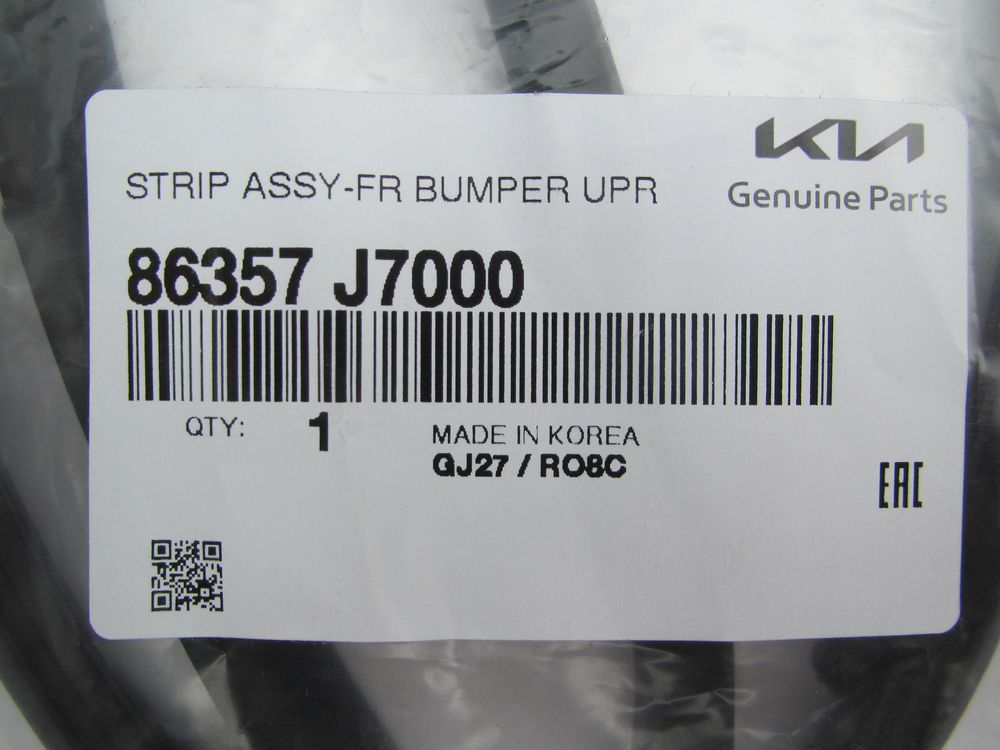 KIA
Genuine Parts
STRIP ASSY-FR BUMPER UPR
86357 J7000
QTY: 1
MADE IN KOREA
GJ27 / RO8C
EAC